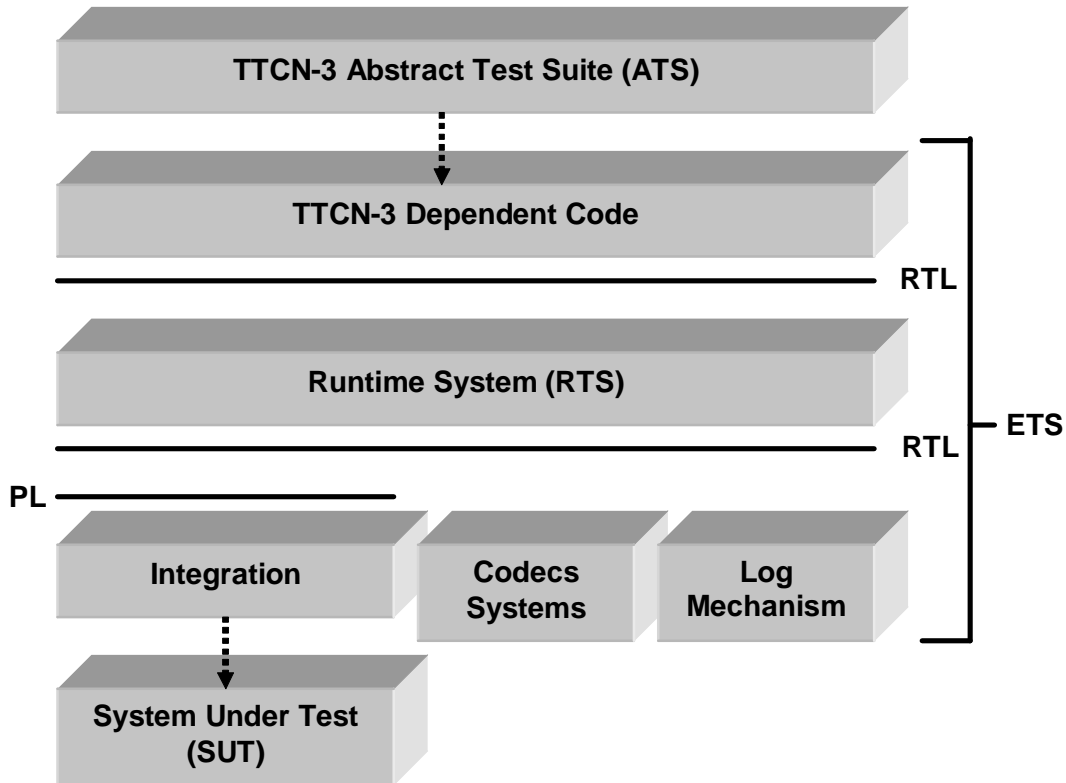 TTCN-3 Abstract Test Suite (ATS)
TTCN-3 Dependent Code
RTL
Runtime System (RTS)
ETS
RTL
PL
Integration
Codecs
Systems
Log
Mechanism
System Under Test
(SUT)